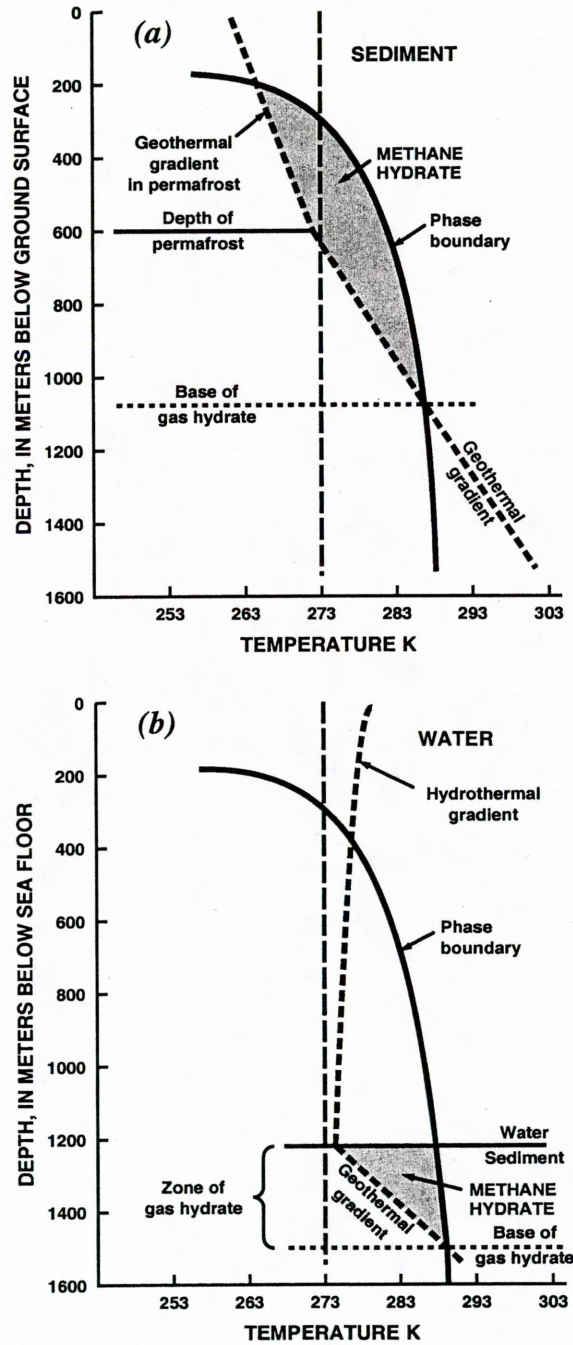 (a)
SEDIMENT
DEPTH, IN METERS BELOW GROUND SURFACE
0
200
400
600
800
1000
1200
1400
1600
Geothermal
gradient
In permafrost
METHANE
HYDRATE
Phase
boundary
Depth of
permafrost
Base of
gas hydrate
Geothermal
gradient
253
263
273
283
293
303
TEMPERATURE K
(b)
WATER
DEPTH, IN METERS BELOW SEA FLOOR
0
200
400
600
800
1000
1200
1400
1600
Hydrothermal
gradient
Phase
boundary
Water
Sediment
Zone of
gas hydrate
Geothermal
gradient
METHANE
HYDRATE
Base of
gas hydrate
253
263
273
283
293
303
TEMPERATURE K